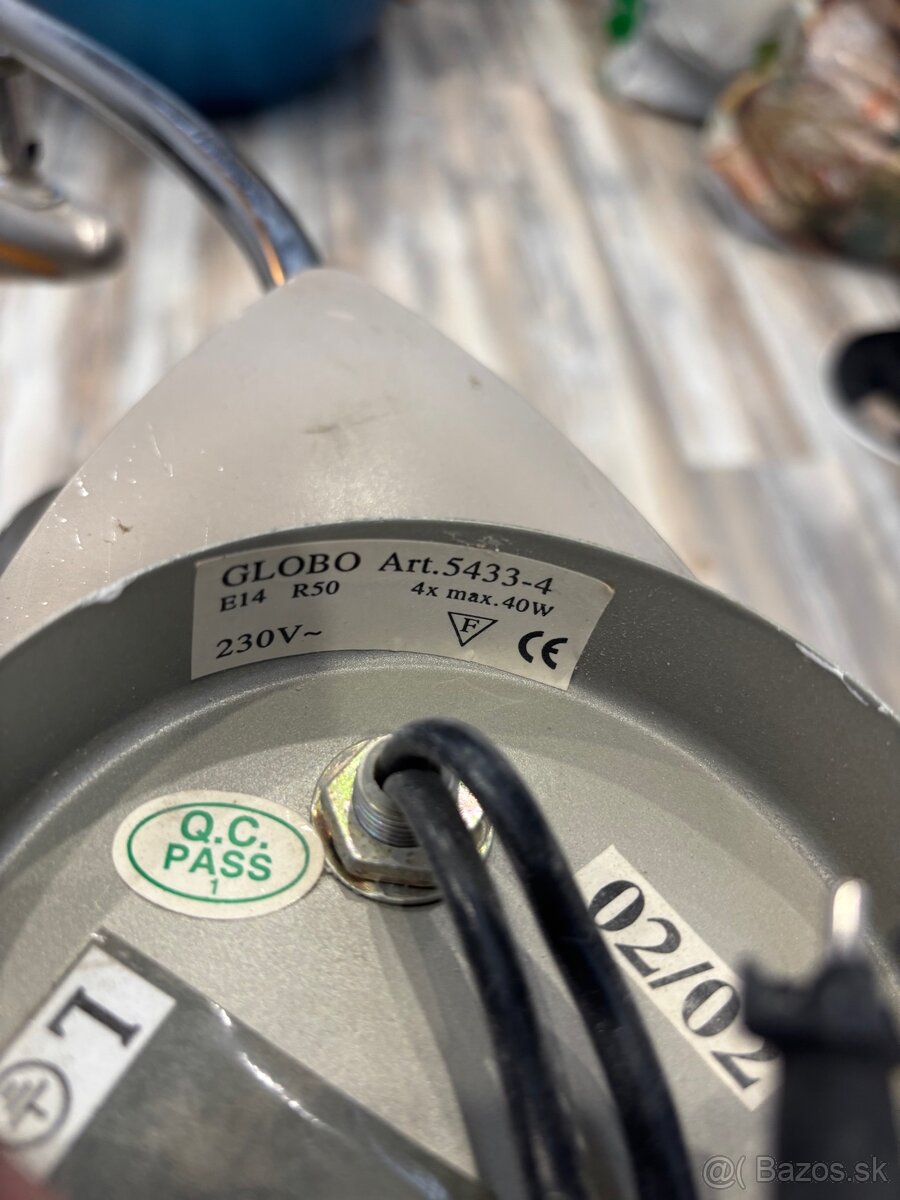 GLOBO Art.5433-4
E14 R50 4x max.40W
230V~ F CE
Q.C.
PASS
1
02/02
L
@( Bazos.sk